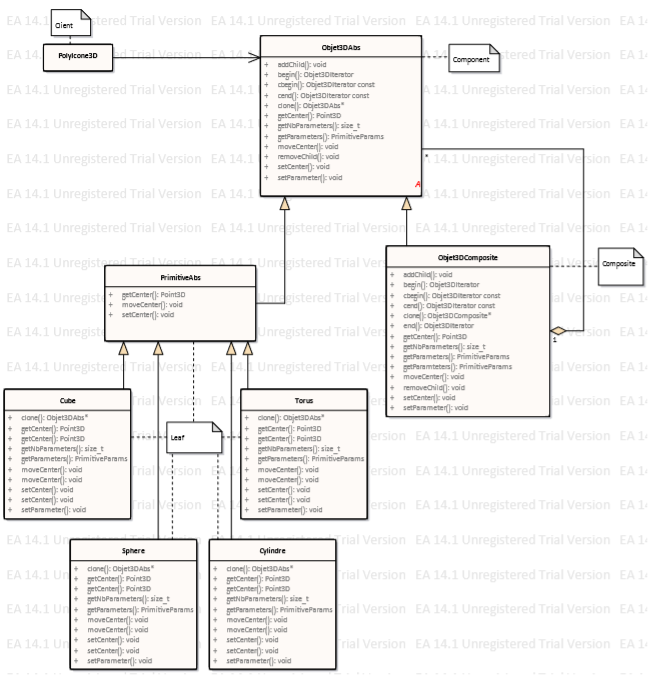 Client
PolyIcone3D
Objet3DAbs
+ addChild(): void
+ begin(): Objet3DIterator
+ cbegin(): Objet3DIterator const
+ cend(): Objet3DIterator const
+ clone(): Objet3DAbs*
+ getCenter(): Point3D
+ getNbParameters(): size_t
+ getParameters(): PrimitiveParams
+ moveCenter(): void
+ removeChild(): void
+ setCenter(): void
+ setParameter(): void
A
Component
*
PrimitiveAbs
+ getCenter(): Point3D
+ moveCenter(): void
+ setCenter(): void
Objet3DComposite
+ addChild(): void
+ begin(): Objet3DIterator
+ cbegin(): Objet3DIterator const
+ cend(): Objet3DIterator const
+ clone(): Objet3DComposite*
+ end(): Objet3DIterator
+ getCenter(): Point3D
+ getNbParameters(): size_t
+ getParameters(): PrimitiveParams
+ getParamteters(): PrimitiveParams
+ moveCenter(): void
+ removeChild(): void
+ setCenter(): void
+ setParameter(): void
Composite
1
Cube
+ clone(): Objet3DAbs*
+ getCenter(): Point3D
+ getCenter(): Point3D
+ getNbParameters(): size_t
+ getParameters(): PrimitiveParams
+ moveCenter(): void
+ moveCenter(): void
+ setCenter(): void
+ setCenter(): void
+ setParameter(): void
Leaf
Torus
+ clone(): Objet3DAbs*
+ getCenter(): Point3D
+ getCenter(): Point3D
+ getNbParameters(): size_t
+ getParameters(): PrimitiveParams
+ moveCenter(): void
+ moveCenter(): void
+ setCenter(): void
+ setCenter(): void
+ setParameter(): void
Sphere
+ clone(): Objet3DAbs*
+ getCenter(): Point3D
+ getCenter(): Point3D
+ getNbParameters(): size_t
+ getParameters(): PrimitiveParams
+ moveCenter(): void
+ moveCenter(): void
+ setCenter(): void
+ setCenter(): void
+ setParameter(): void
Cylindre
+ clone(): Objet3DAbs*
+ getCenter(): Point3D
+ getCenter(): Point3D
+ getNbParameters(): size_t
+ getParameters(): PrimitiveParams
+ moveCenter(): void
+ moveCenter(): void
+ setCenter(): void
+ setCenter(): void
+ setParameter(): void
EA 14.1 Unregistered Trial Version